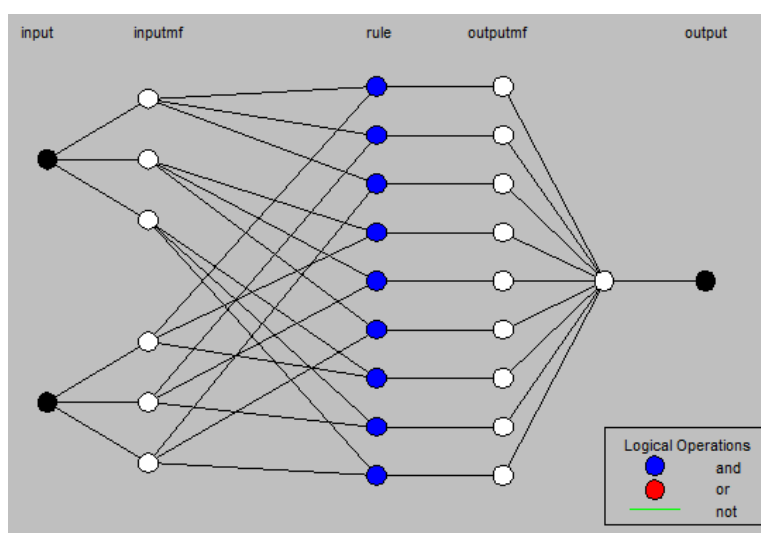 input inputmf rule outputmf output
Logical Operations
and
or
not